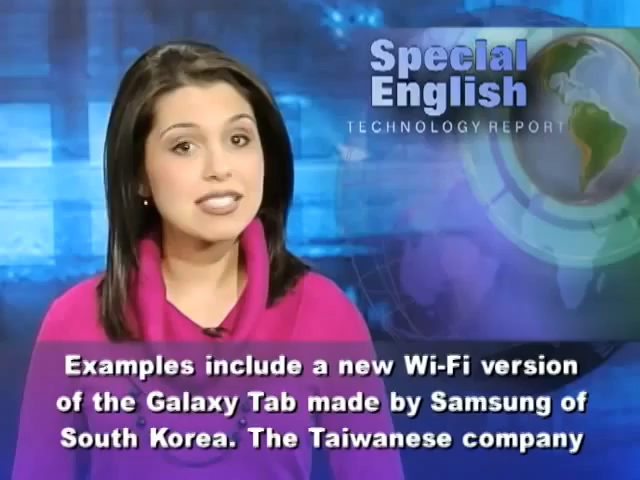 Special
English
TECHNOLOGY REPORT
Examples include a new Wi-Fi version
of the Galaxy Tab made by Samsung of
South Korea. The Taiwanese company